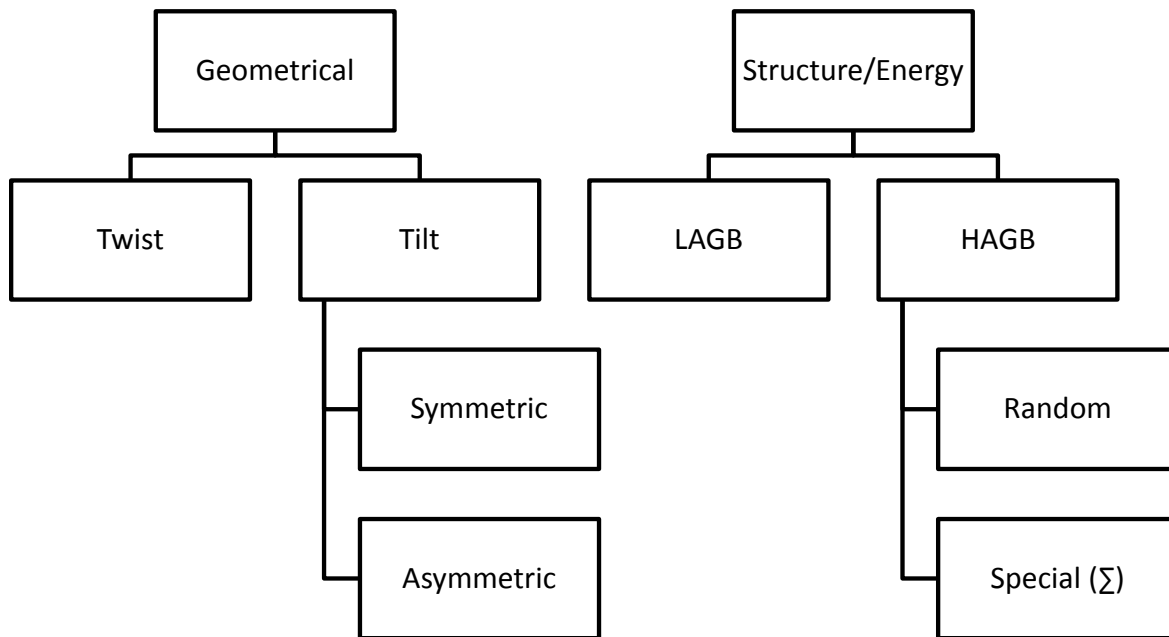 Geometrical
Structure/Energy
Twist
Tilt
LAGB
HAGB
Symmetric
Random
Asymmetric
Special (∑)